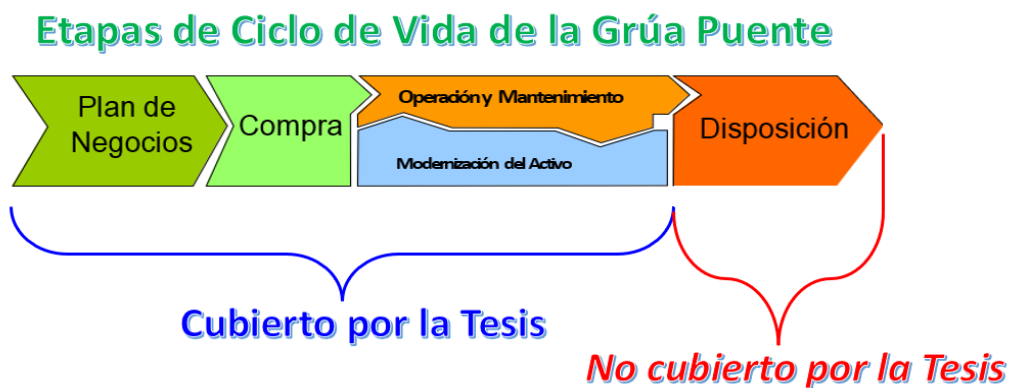 Etapas de Ciclo de Vida de la Grúa Puente
Plan de
Negocios
Compra
Operación y Mantenimiento
Modernización del Activo
Disposición
Cubierto por la Tesis
No cubierto por la Tesis